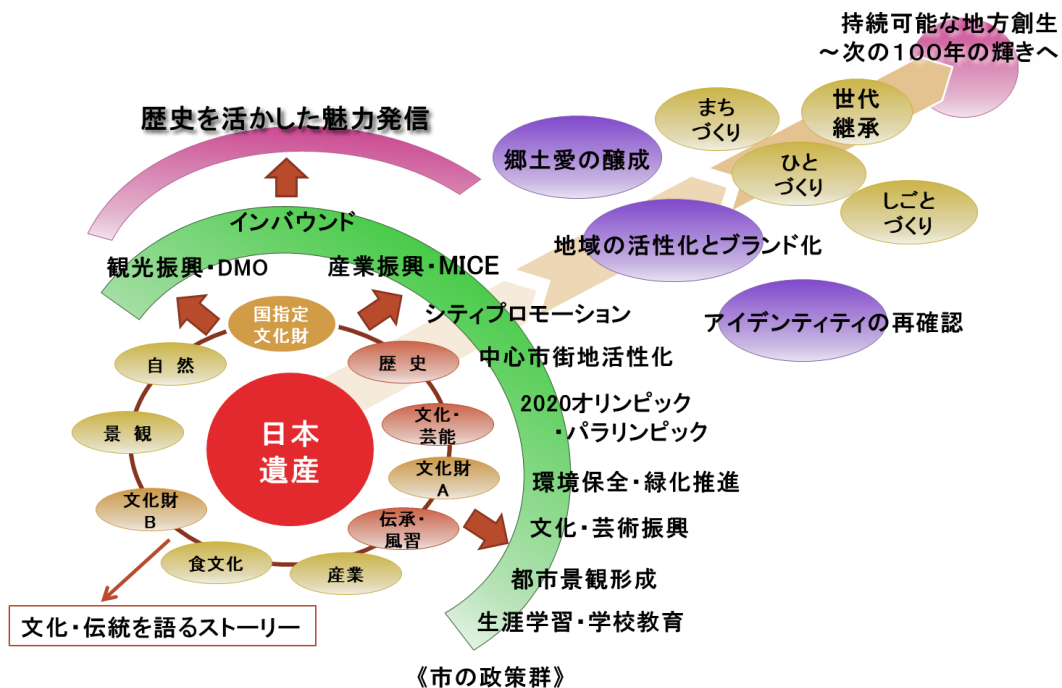 持続可能な地方創生
～次の100年の輝きへ
世代
継承
まち
づくり
ひと
づくり
しごと
づくり
郷土愛の醸成
地域の活性化とブランド化
アイデンティティの再確認
歴史を活かした魅力発信
インバウンド
観光振興・DMO
産業振興・MICE
シティプロモーション
中心市街地活性化
2020オリンピック
・パラリンピック
環境保全・緑化推進
文化・芸術振興
都市景観形成
生涯学習・学校教育
《市の政策群》
国指定
文化財
自 然
歴 史
景 観
文化・
芸能
文化財
A
文化財
B
伝承・
風習
食文化
産業
日本
遺産
文化・伝統を語るストーリー